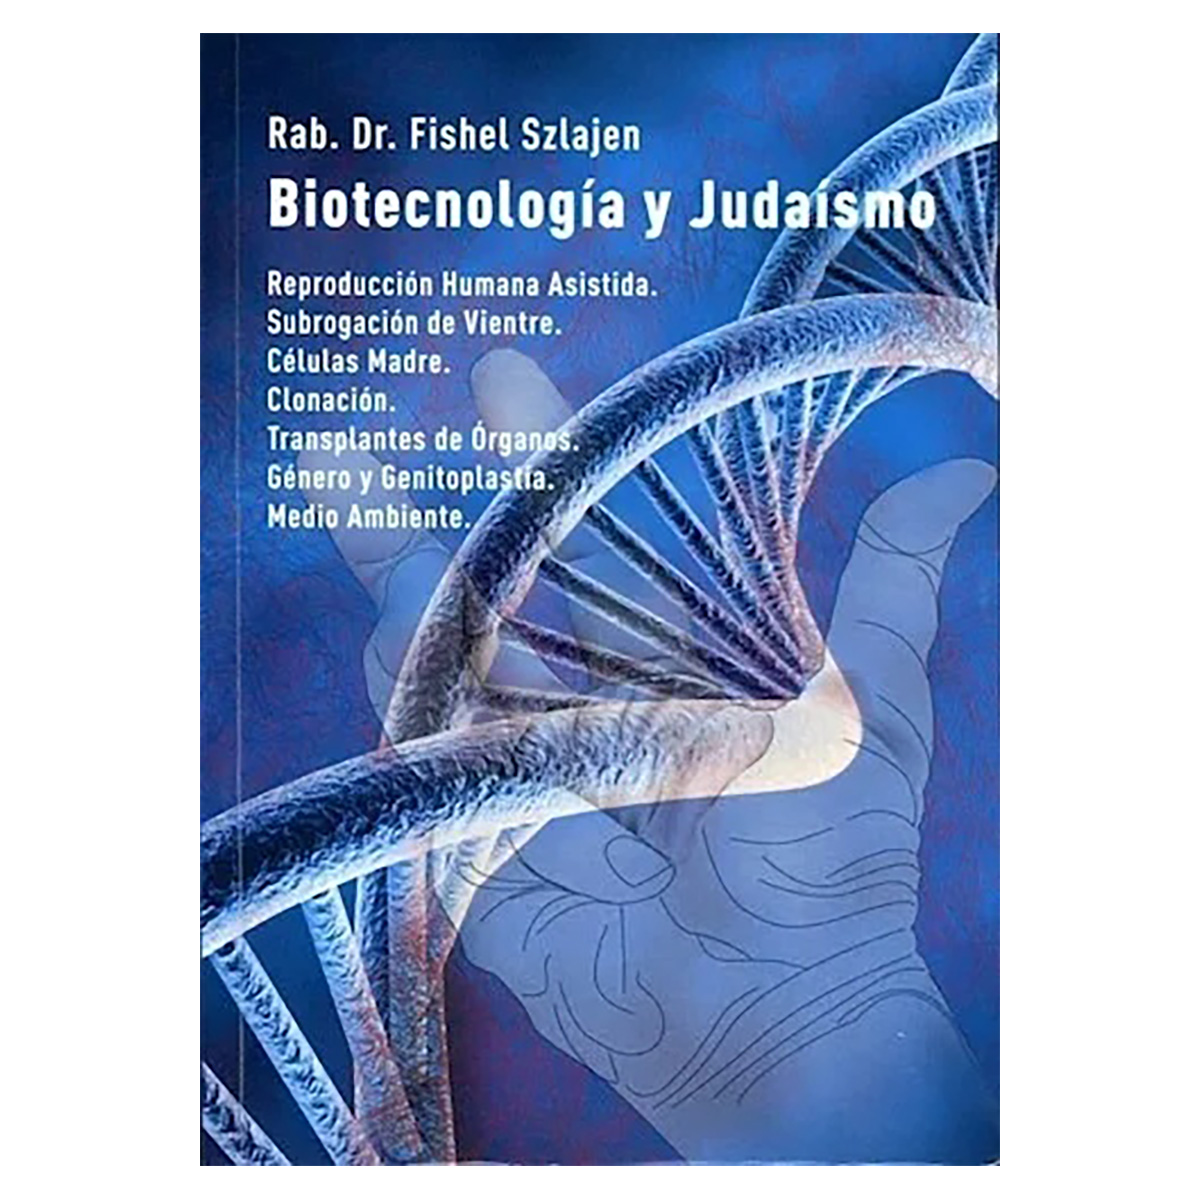 Rab. Dr. Fishel Szlajen
Biotecnología y Judaísmo
Reproducción Humana Asistida.
Subrogación de Vientre.
Células Madre.
Clonación.
Transplantes de Órganos.
Género y Genitoplastía.
Medio Ambiente.